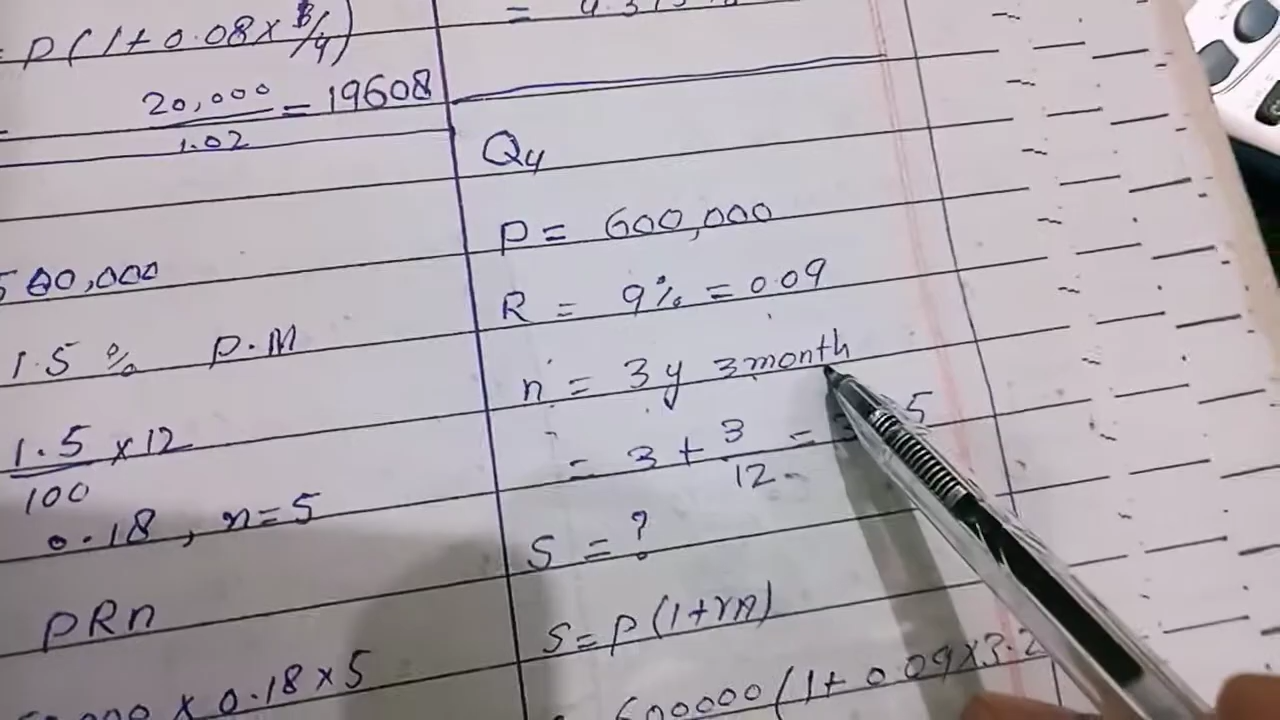 = P(1+0.08×3/4)
20,000
1.02
= 19608
500,000
1.5 % P.M
1.5 × 12
100
0.18 , n=5
PRn
× 0.18×5
Q4
P = 600,000
R = 9% = 0.09
n = 3y 3month
= 3 + 3
12
=
S = ?
S = P(1+rn)
600000(1+0.09×3.2